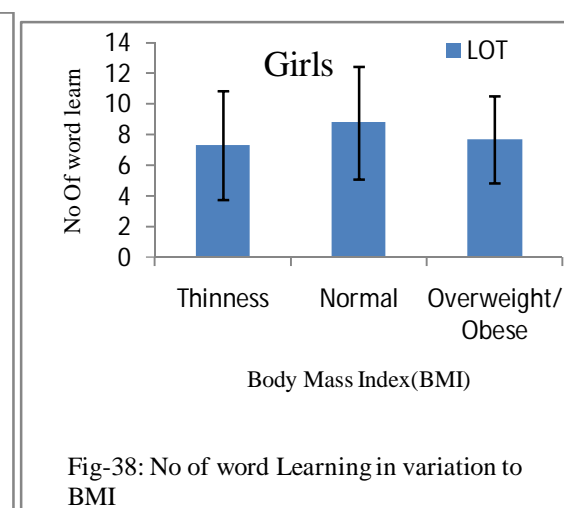 Girls
LOT
No Of word learn
14
12
10
8
6
4
2
0
Thinness Normal Overweight/
Obese
Body Mass Index(BMI)
Fig-38: No of word Learning in variation to
BMI